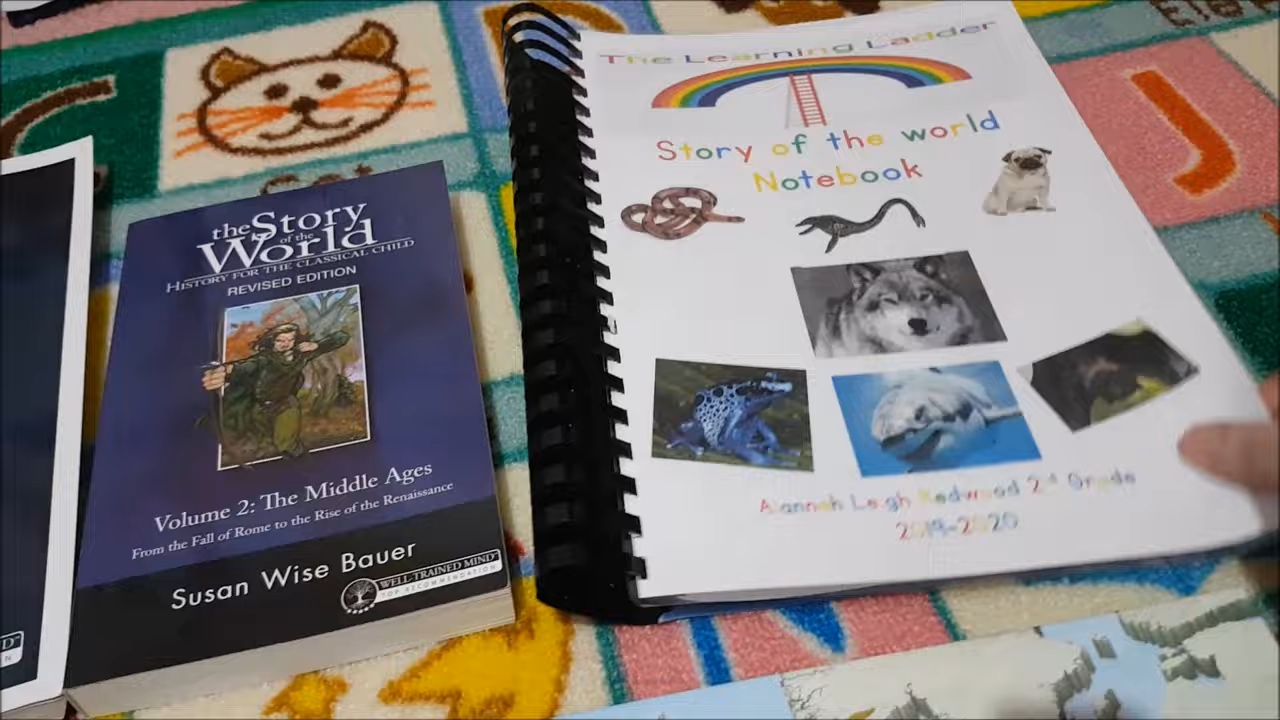 the Story
of the
World
HISTORY FOR THE CLASSICAL CHILD
REVISED EDITION
Volume 2: The Middle Ages
From the Fall of Rome to the Rise of the Renaissance
Susan Wise Bauer
WELL-TRAINED MIND
TOP RECOMMENDATION
The Learning Ladder
Story of the world
Notebook
Alannah Leigh Redwood 2nd Grade
2019-2020
Cat
J